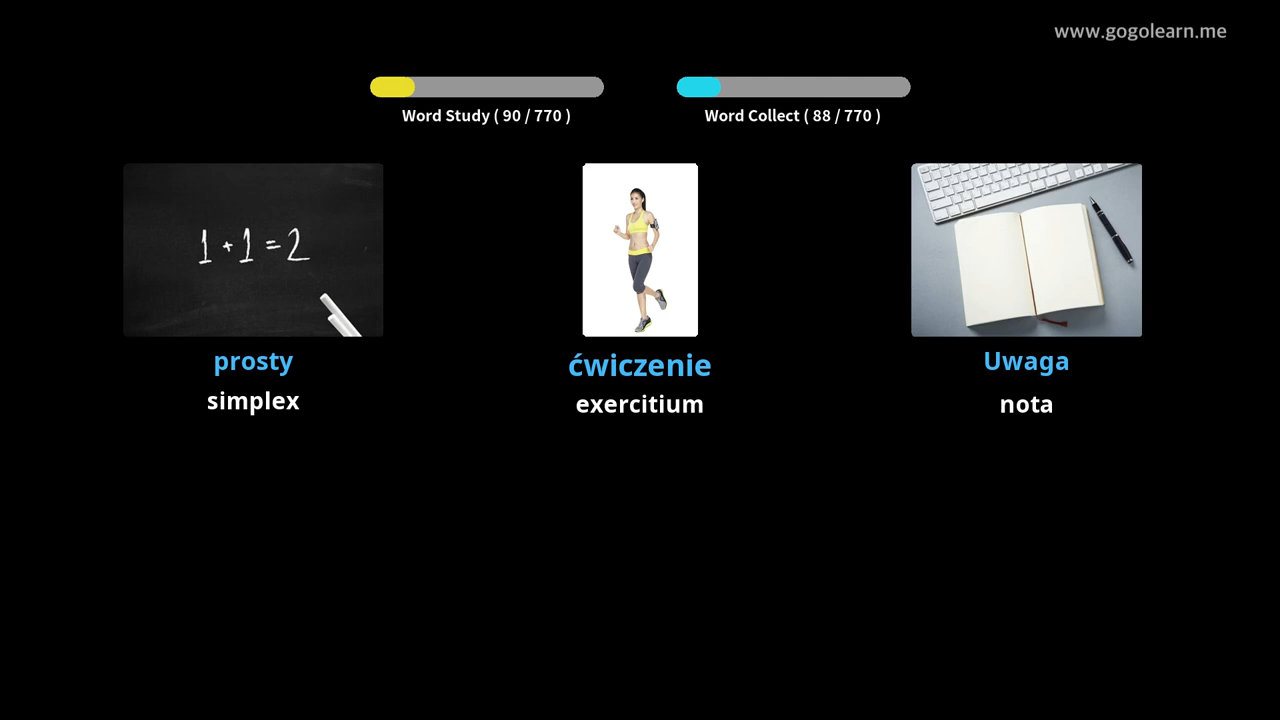 www.gogolearn.me
Word Study ( 90 / 770 )
Word Collect ( 88 / 770 )
1 + 1 = 2
prosty
simplex
ćwiczenie
exercitium
Uwaga
nota